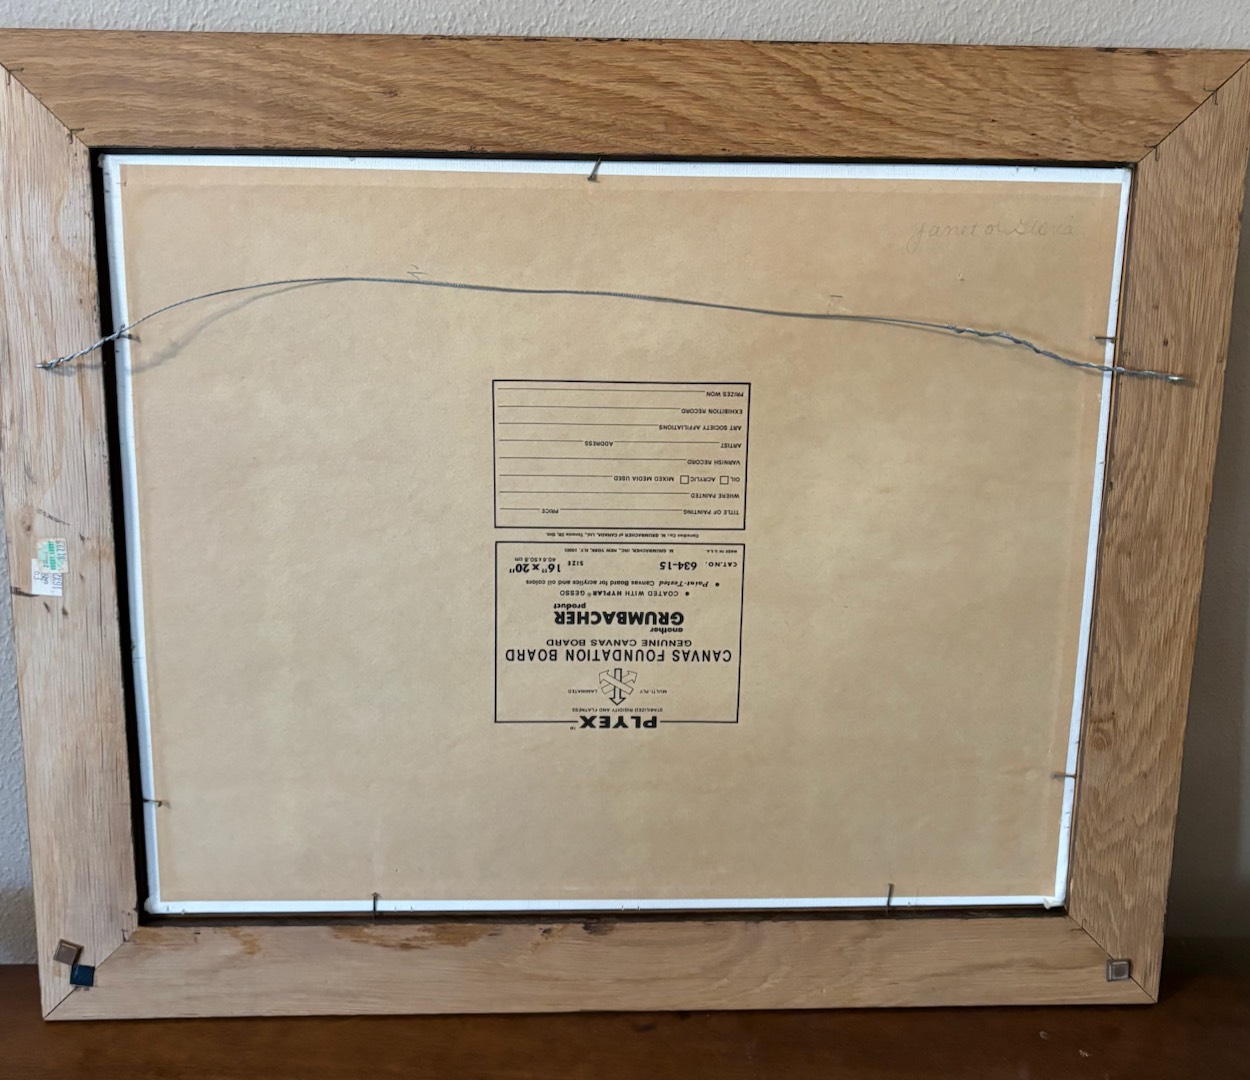 PLYEX™
STABILIZED RIGIDITY AND FLATNESS
MULTI-PLY LAMINATED
CANVAS FOUNDATION BOARD
GENUINE CANVAS BOARD
another
GRUMBACHER
product
• COATED WITH HYPLAR® GESSO
• Paint-Tested Canvas Board for acrylics and oil colors
CAT.NO. 634-15 SIZE 16" x 20"
40.6 x 50.8 cm
MADE IN U.S.A. M. GRUMBACHER, INC. NEW YORK, N.Y. 10001
Canadian Co.: M. GRUMBACHER of CANADA, Ltd., Toronto
TITLE OF PAINTING PRICE
WHERE PAINTED
OIL ACRYLIC MIXED MEDIA USED
VARNISH RECORD
ARTIST ADDRESS
ART SOCIETY AFFILIATIONS
EXHIBITION RECORD
PRIZES WON
Janet or